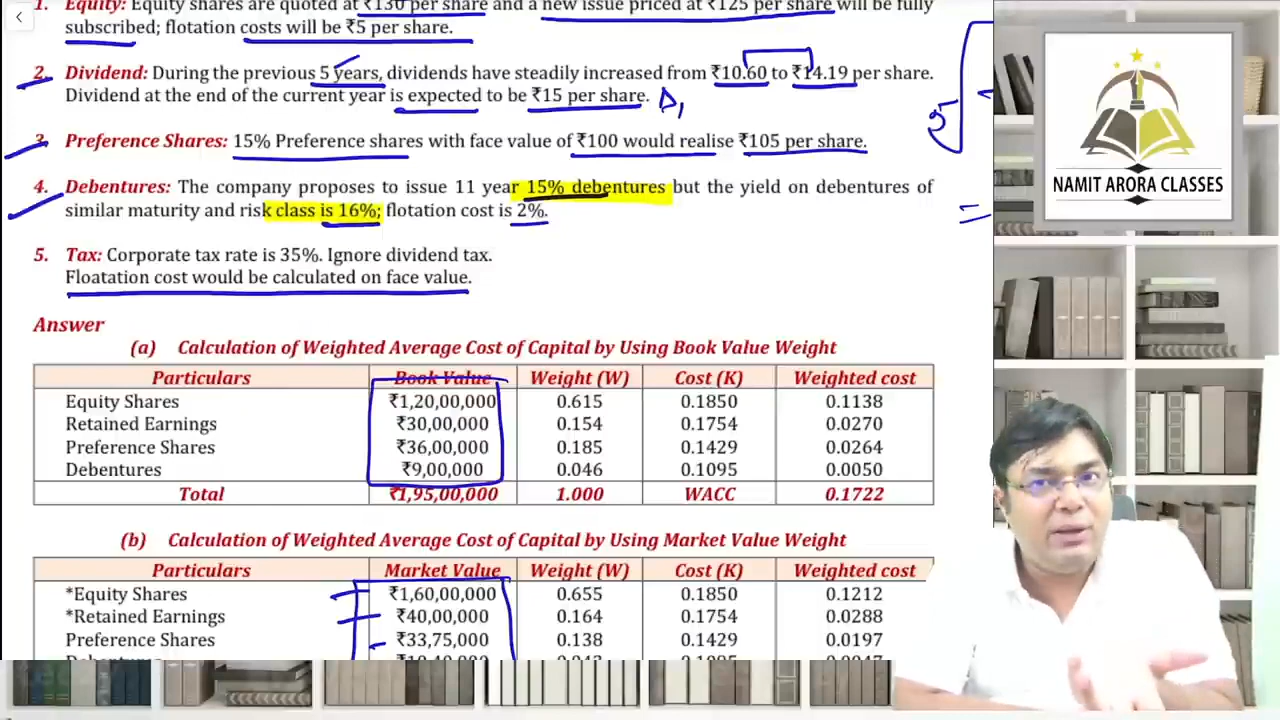 1. Equity: Equity shares are quoted at ₹130 per share and a new issue priced at ₹125 per share will be fully
subscribed; flotation costs will be ₹5 per share.
2. Dividend: During the previous 5 years, dividends have steadily increased from ₹10.60 to ₹14.19 per share.
Dividend at the end of the current year is expected to be ₹15 per share. D₁
3. Preference Shares: 15% Preference shares with face value of ₹100 would realise ₹105 per share.
4. Debentures: The company proposes to issue 11 year 15% debentures but the yield on debentures of
similar maturity and risk class is 16%; flotation cost is 2%.
5. Tax: Corporate tax rate is 35%. Ignore dividend tax.
Floatation cost would be calculated on face value.
NAMIT ARORA CLASSES
Answer
(a) Calculation of Weighted Average Cost of Capital by Using Book Value Weight
Particulars Book Value Weight (W) Cost (K) Weighted cost
Equity Shares ₹1,20,00,000 0.615 0.1850 0.1138
Retained Earnings ₹30,00,000 0.154 0.1754 0.0270
Preference Shares ₹36,00,000 0.185 0.1429 0.0264
Debentures ₹9,00,000 0.046 0.1095 0.0050
Total ₹1,95,00,000 1.000 WACC 0.1722
(b) Calculation of Weighted Average Cost of Capital by Using Market Value Weight
Particulars Market Value Weight (W) Cost (K) Weighted cost
*Equity Shares ₹1,60,00,000 0.655 0.1850 0.1212
*Retained Earnings ₹40,00,000 0.164 0.1754 0.0288
Preference Shares ₹33,75,000 0.138 0.1429 0.0197